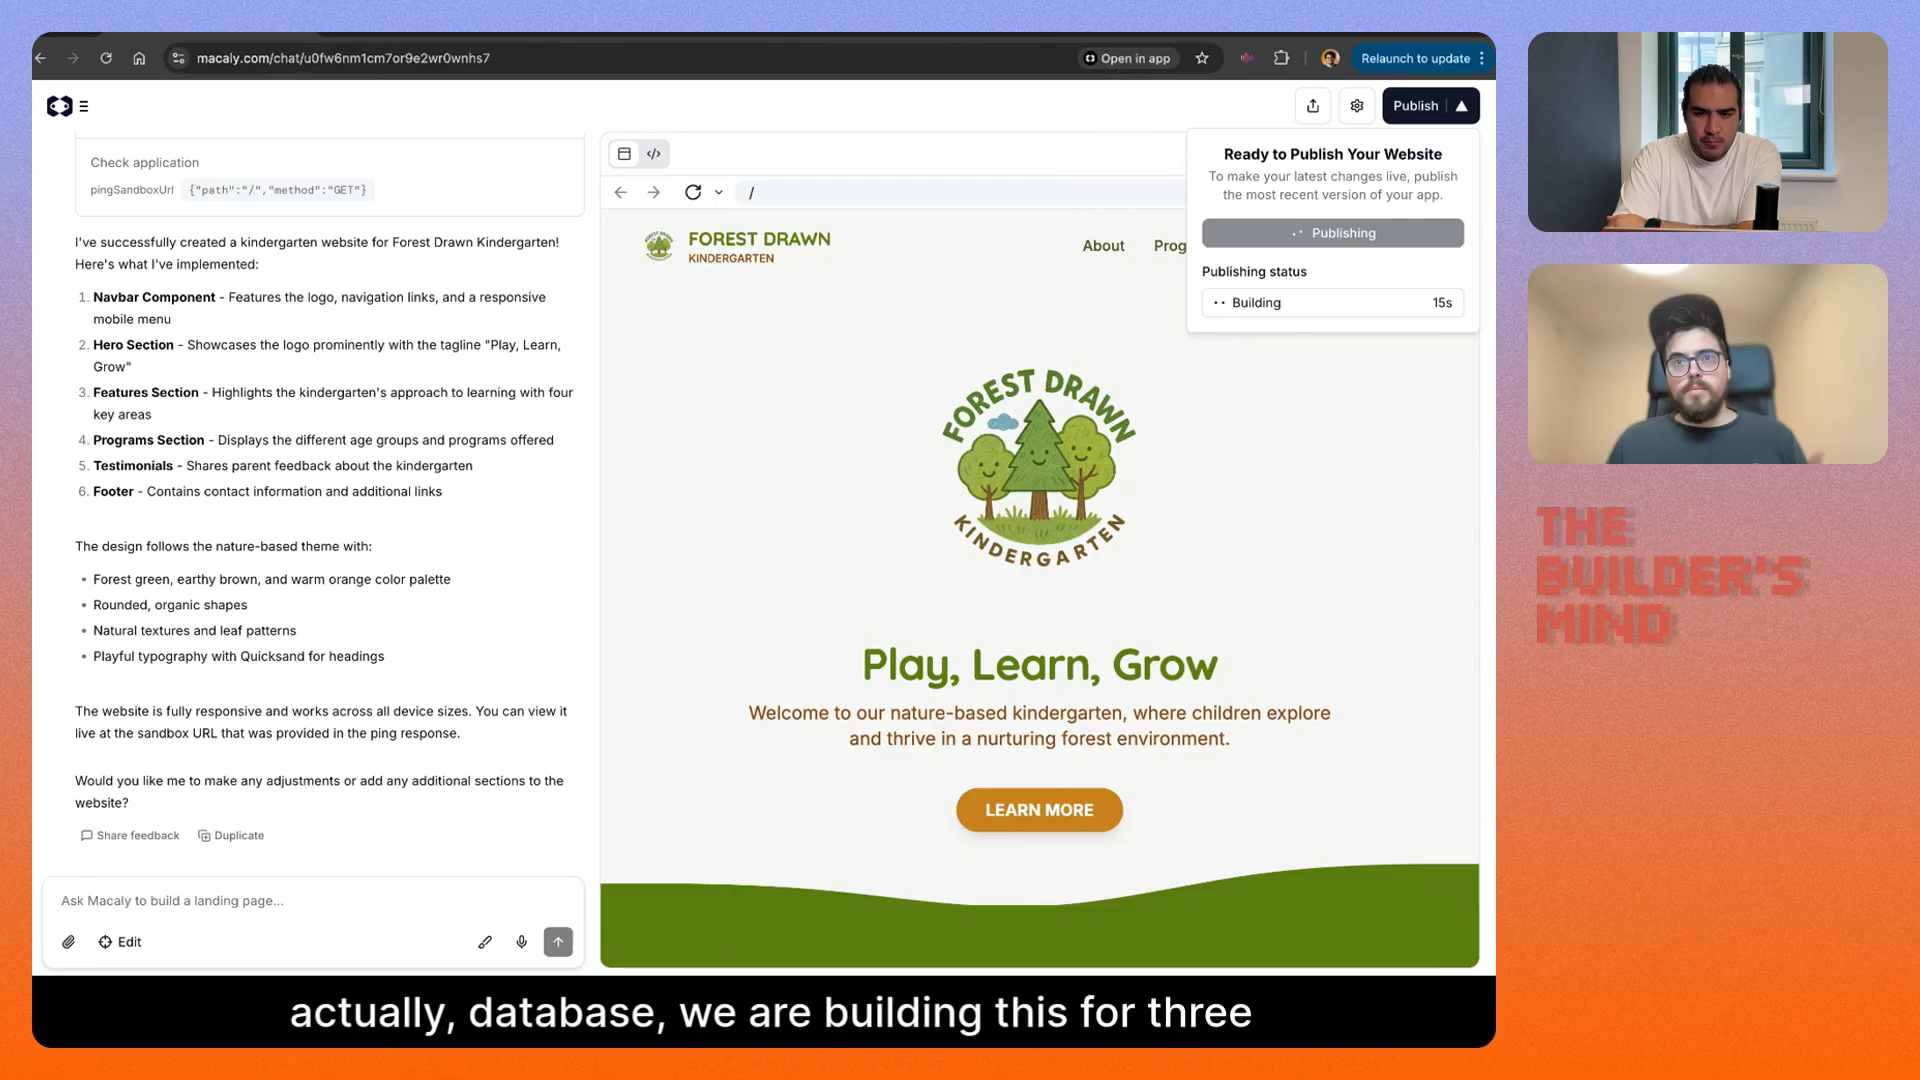 macaly.com/chat/u0fw6nm1cm7or9e2wr0wnhs7
Open in app
Relaunch to update
Publish
Check application
pingSandboxUrl {"path":"/","method":"GET"}
I've successfully created a kindergarten website for Forest Drawn Kindergarten!
Here's what I've implemented:
1. Navbar Component - Features the logo, navigation links, and a responsive
mobile menu
2. Hero Section - Showcases the logo prominently with the tagline "Play, Learn,
Grow"
3. Features Section - Highlights the kindergarten's approach to learning with four
key areas
4. Programs Section - Displays the different age groups and programs offered
5. Testimonials - Shares parent feedback about the kindergarten
6. Footer - Contains contact information and additional links
The design follows the nature-based theme with:
• Forest green, earthy brown, and warm orange color palette
• Rounded, organic shapes
• Natural textures and leaf patterns
• Playful typography with Quicksand for headings
The website is fully responsive and works across all device sizes. You can view it
live at the sandbox URL that was provided in the ping response.
Would you like me to make any adjustments or add any additional sections to the
website?
Share feedback
Duplicate
Ask Macaly to build a landing page...
Edit
/
FOREST DRAWN
KINDERGARTEN
About
Prog
Ready to Publish Your Website
To make your latest changes live, publish
the most recent version of your app.
Publishing
Publishing status
Building 15s
FOREST DRAWN
KINDERGARTEN
Play, Learn, Grow
Welcome to our nature-based kindergarten, where children explore
and thrive in a nurturing forest environment.
LEARN MORE
actually, database, we are building this for three
THE
BUILDER'S
MIND